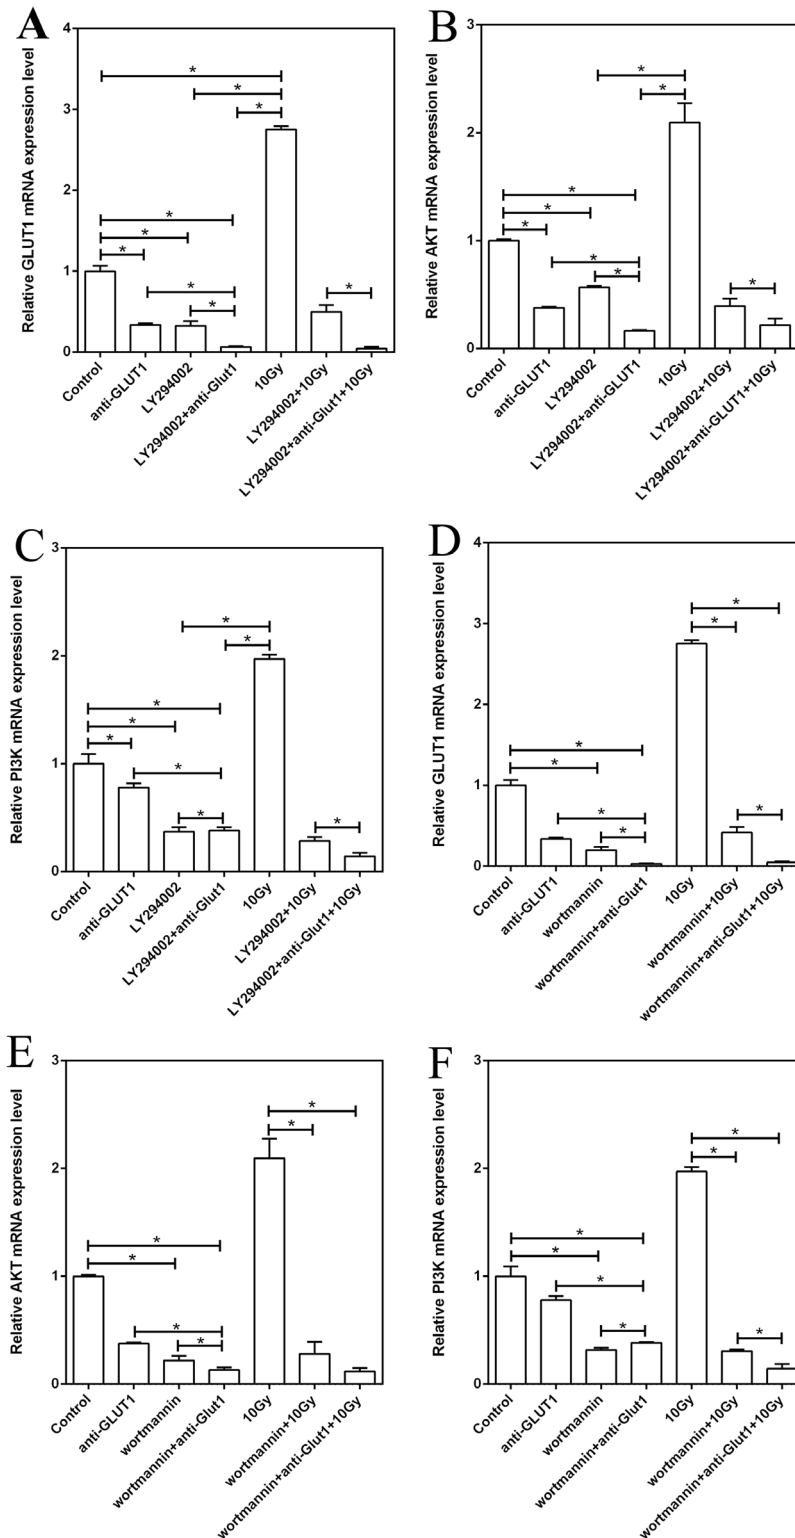 A
Relative GLUT1 mRNA expression level
4
3
2
1
0
* * *
*
*
*
*
*
*
Control
anti-GLUT1
LY294002
LY294002+anti-Glut1
10Gy
LY294002+10Gy
LY294002+anti-Glut1+10Gy
B
Relative AKT mRNA expression level
3
2
1
0
*
*
*
*
*
*
*
*
Control
anti-GLUT1
LY294002
LY294002+anti-GLUT1
10Gy
LY294002+10Gy
LY294002+anti-GLUT1+10Gy
C
Relative PI3K mRNA expression level
3
2
1
0
*
*
*
*
*
*
*
*
Control
anti-GLUT1
LY294002
LY294002+anti-Glut1
10Gy
LY294002+10Gy
LY294002+anti-Glut1+10Gy
D
Relative GLUT1 mRNA expression level
4
3
2
1
0
*
*
*
*
*
*
*
Control
anti-GLUT1
wortmannin
wortmannin+anti-Glut1
10Gy
wortmannin+10Gy
wortmannin+anti-Glut1+10Gy
E
Relative AKT mRNA expression level
3
2
1
0
*
*
*
*
*
*
Control
anti-GLUT1
wortmannin
wortmannin+anti-Glut1
10Gy
wortmannin+10Gy
wortmannin+anti-Glut1+10Gy
F
Relative PI3K mRNA expression level
3
2
1
0
*
*
*
*
*
*
*
Control
anti-GLUT1
wortmannin
wortmannin+anti-Glut1
10Gy
wortmannin+10Gy
wortmannin+anti-Glut1+10Gy